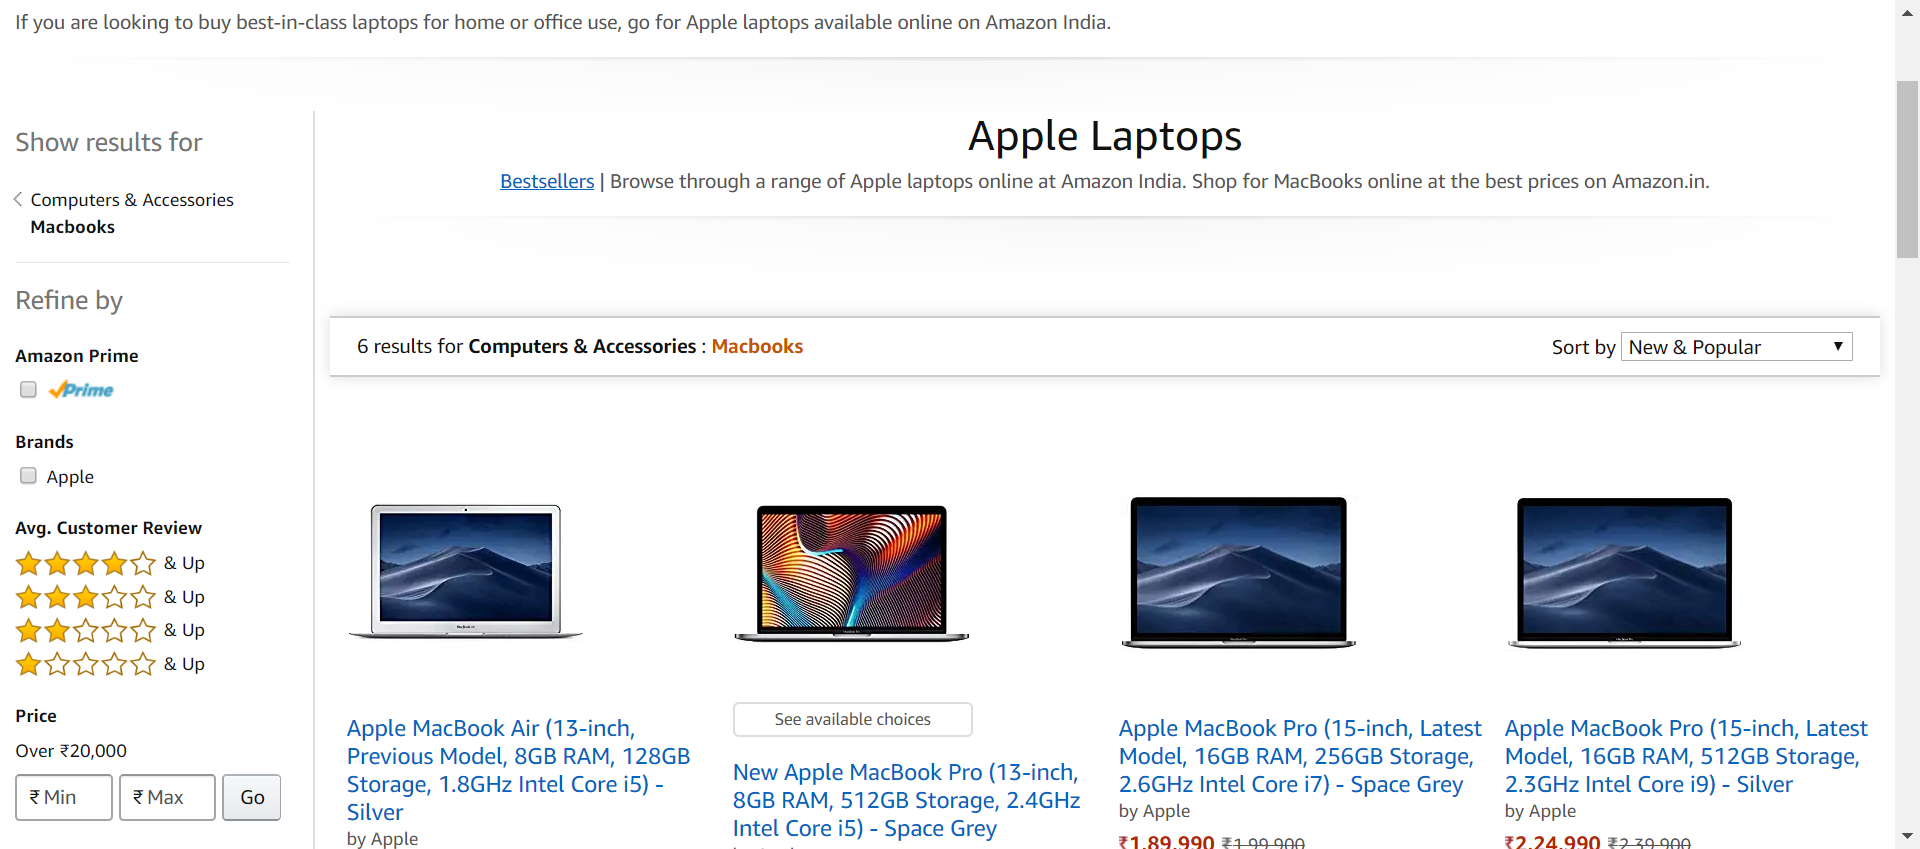 If you are looking to buy best-in-class laptops for home or office use, go for Apple laptops available online on Amazon India.
Show results for
Computers & Accessories
Macbooks
Refine by
Amazon Prime
Prime
Brands
Apple
Avg. Customer Review
& Up
& Up
& Up
& Up
Price
Over ₹20,000
₹ Min ₹ Max Go
Apple Laptops
Bestsellers | Browse through a range of Apple laptops online at Amazon India. Shop for MacBooks online at the best prices on Amazon.in.
6 results for Computers & Accessories : Macbooks
Sort by New & Popular
Apple MacBook Air (13-inch,
Previous Model, 8GB RAM, 128GB
Storage, 1.8GHz Intel Core i5) -
Silver
by Apple
See available choices
New Apple MacBook Pro (13-inch,
8GB RAM, 512GB Storage, 2.4GHz
Intel Core i5) - Space Grey
Apple MacBook Pro (15-inch, Latest
Model, 16GB RAM, 256GB Storage,
2.6GHz Intel Core i7) - Space Grey
by Apple
₹1,89,990 ₹1,99,900
Apple MacBook Pro (15-inch, Latest
Model, 16GB RAM, 512GB Storage,
2.3GHz Intel Core i9) - Silver
by Apple
₹2,24,990 ₹2,39,900